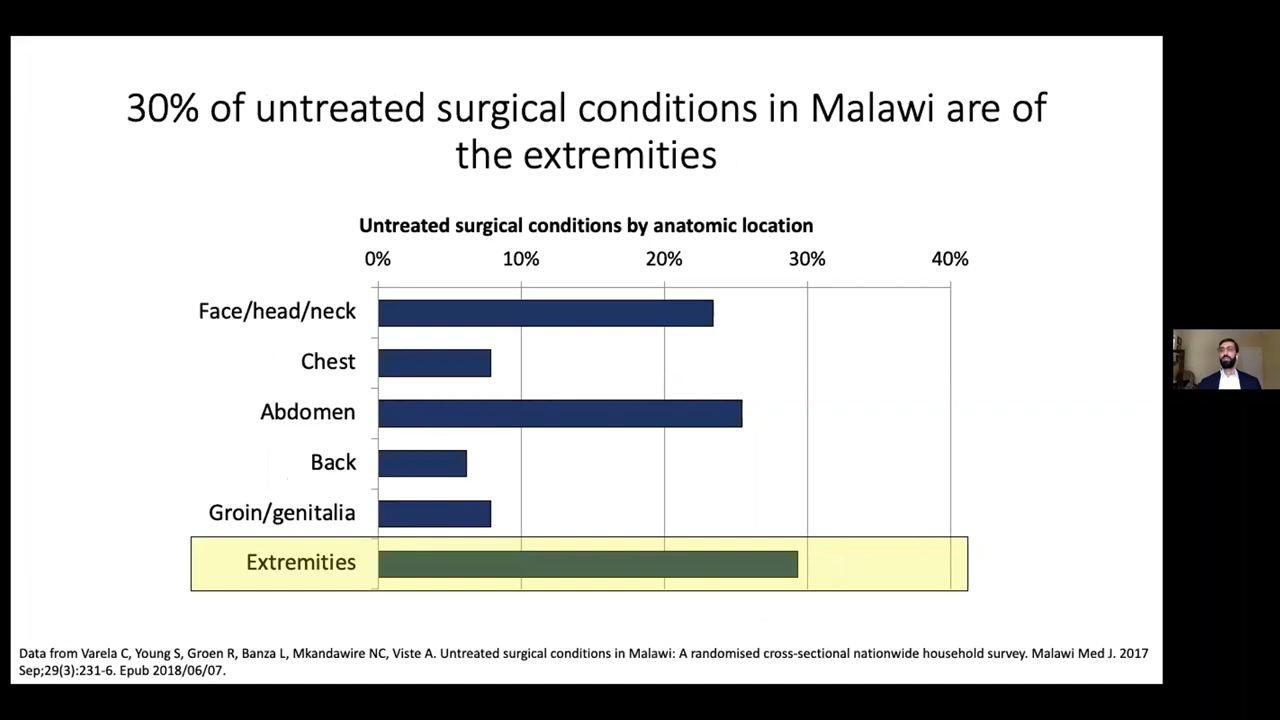 30% of untreated surgical conditions in Malawi are of
the extremities
Untreated surgical conditions by anatomic location
0% 10% 20% 30% 40%
Face/head/neck
Chest
Abdomen
Back
Groin/genitalia
Extremities
Data from Varela C, Young S, Groen R, Banza L, Mkandawire NC, Viste A. Untreated surgical conditions in Malawi: A randomised cross-sectional nationwide household survey. Malawi Med J. 2017
Sep;29(3):231-6. Epub 2018/06/07.